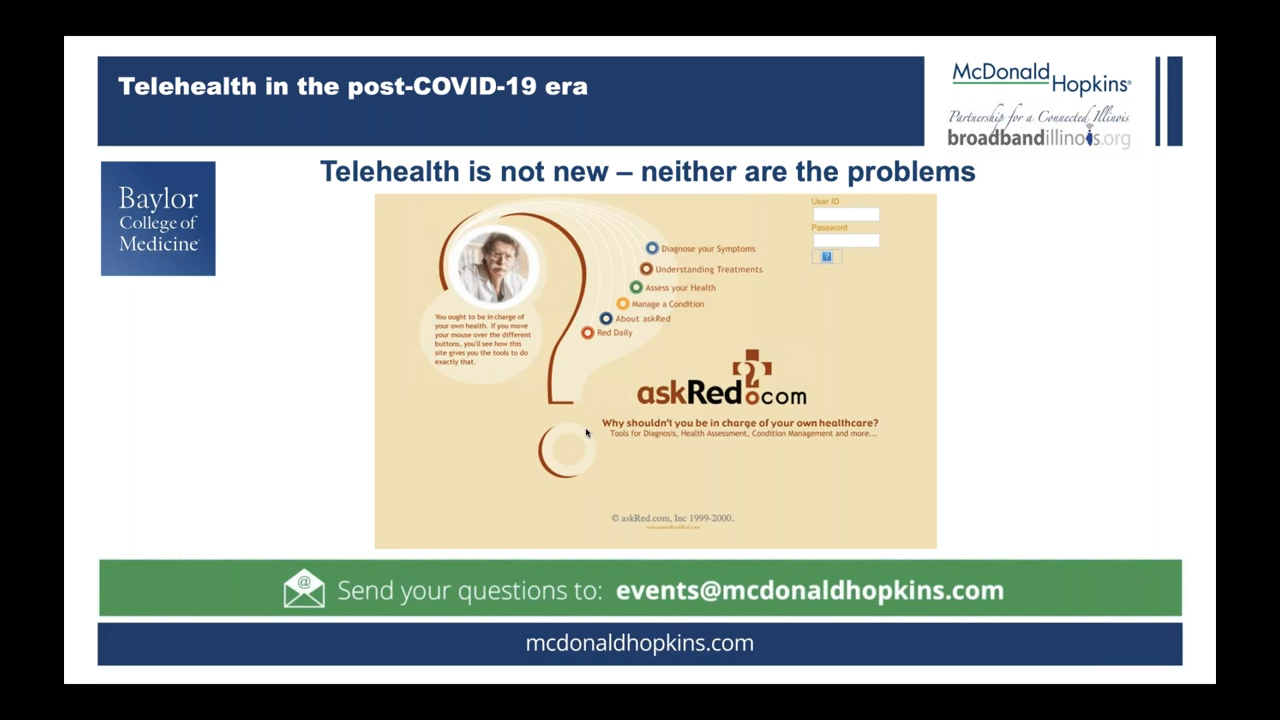 Telehealth in the post-COVID-19 era
McDonald
Hopkins
Partnership for a Connected Illinois
broadbandillinois.org
Baylor
College of
Medicine
Telehealth is not new – neither are the problems
User ID
Password
?
Diagnose your Symptoms
Understanding Treatments
Assess your Health
Manage a Condition
About askRed
Red Daily
You ought to be in charge of
your own health. If you move
your mouse over the different
buttons, you'll see how this
site gives you the tools to do
exactly that.
askRed.com
Why shouldn't you be in charge of your own healthcare?
Tools for Diagnosis, Health Assessment, Condition Management and more...
© askRed.com, Inc 1999-2000.
Send your questions to: events@mcdonaldhopkins.com
mcdonaldhopkins.com